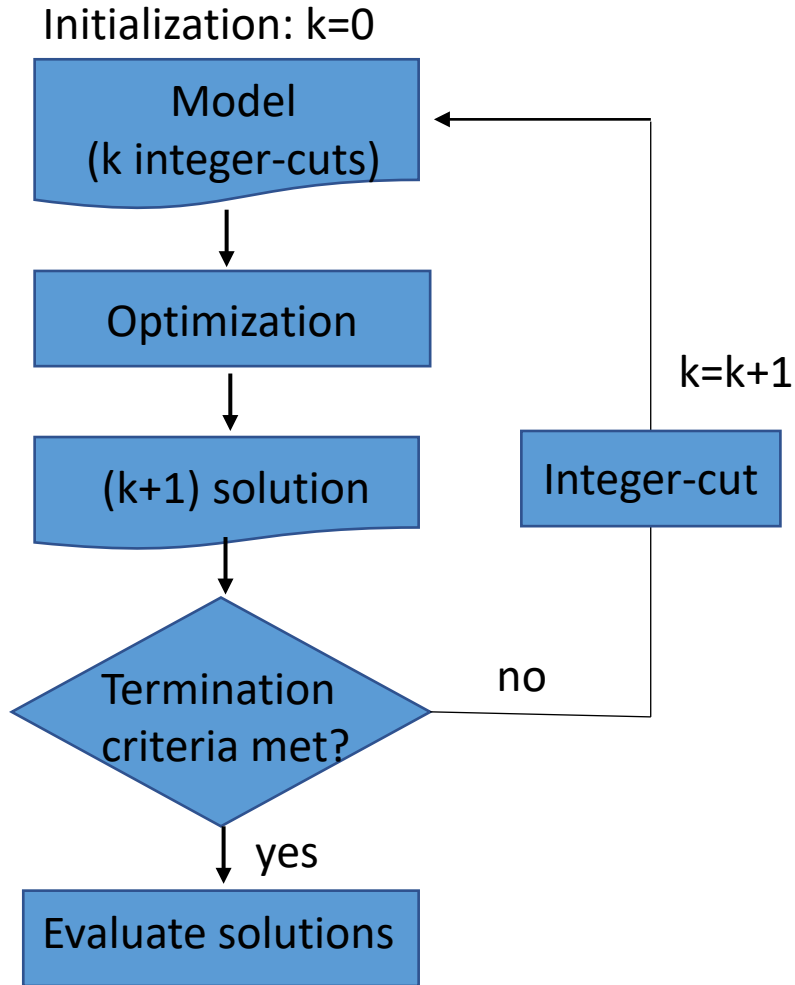 Initialization: k=0
Model
(k integer-cuts)
Optimization
k=k+1
(k+1) solution
Integer-cut
Termination
criteria met?
no
yes
Evaluate solutions